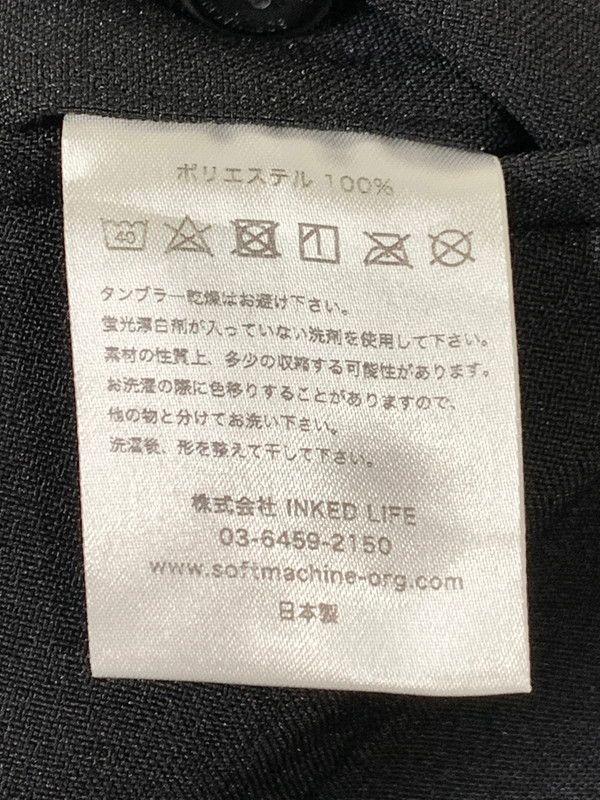 ポリエステル 100%
40
タンブラー乾燥はお避け下さい。
蛍光漂白剤が入っていない洗剤を使用して下さい。
素材の性質上、多少の収縮する可能性があります。
お洗濯の際に色移りすることがありますので、
他の物と分けてお洗い下さい。
洗濯後、形を整えて干して下さい。
株式会社 INKED LIFE
03-6459-2150
www.softmachine-org.com
日本製